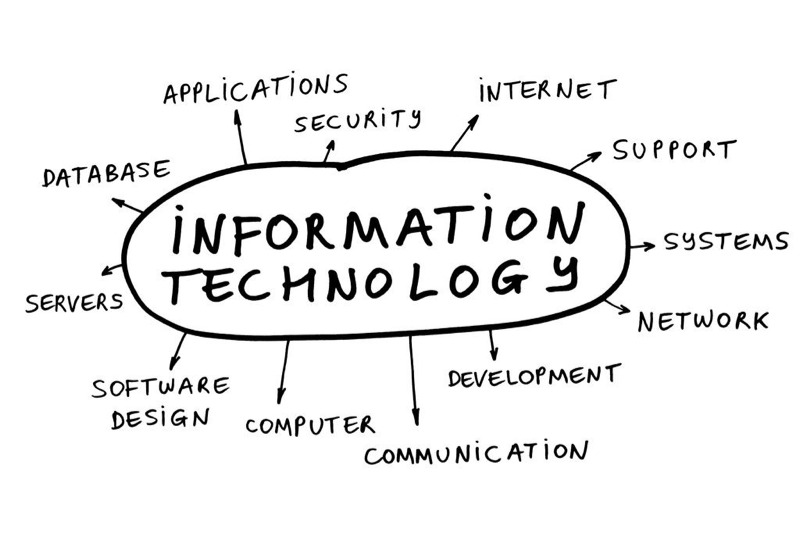 APPLICATIONS
SECURITY
INTERNET
DATABASE
SUPPORT
INFORMATION
TECHNOLOGY
SYSTEMS
SERVERS
NETWORK
SOFTWARE
DESIGN
COMPUTER
DEVELOPMENT
COMMUNICATION